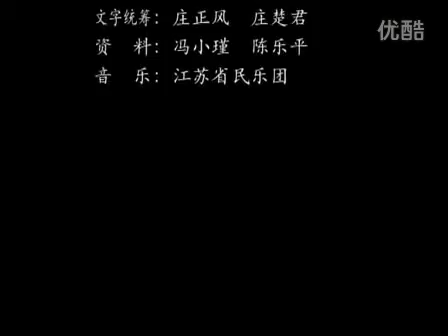 文字统筹：庄正风　庄楚君
优酷
资　料：冯小瑾　陈乐平
音　乐：江苏省民乐团